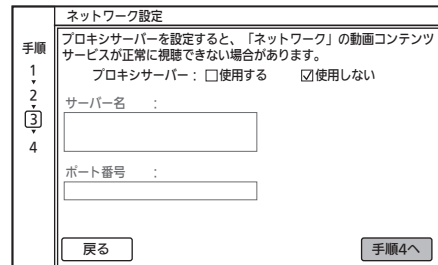 ネットワーク設定
手順
1
2
3
4
プロキシサーバーを設定すると、「ネットワーク」の動画コンテンツ
サービスが正常に視聴できない場合があります。
プロキシサーバー： □使用する ☑使用しない
サーバー名 ：
ポート番号 ：
戻る 手順4へ